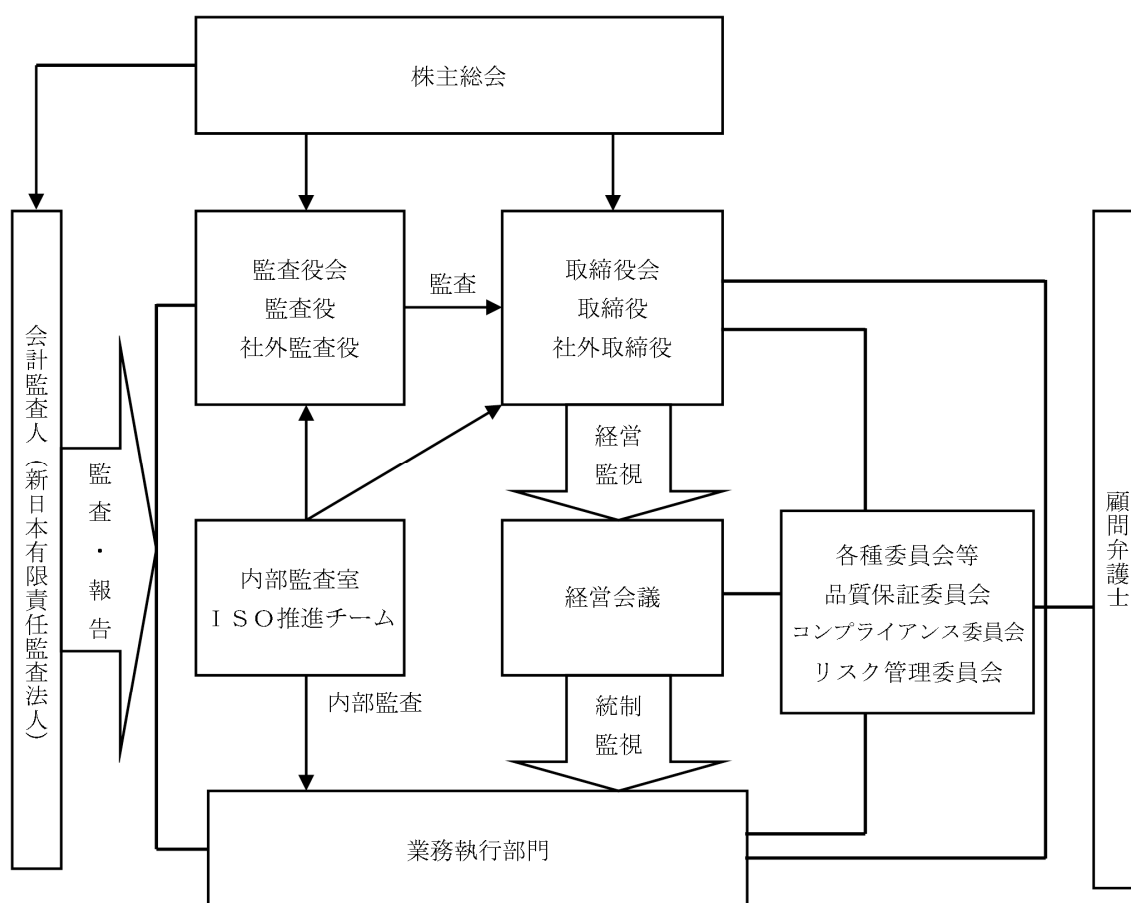 株主総会
監査役会
監査役
社外監査役
監査
取締役会
取締役
社外取締役
会計監査人（新日本有限責任監査法人）
監査・報告
経営
監視
顧問弁護士
内部監査室
ＩＳＯ推進チーム
経営会議
各種委員会等
品質保証委員会
コンプライアンス委員会
リスク管理委員会
内部監査
統制
監視
業務執行部門